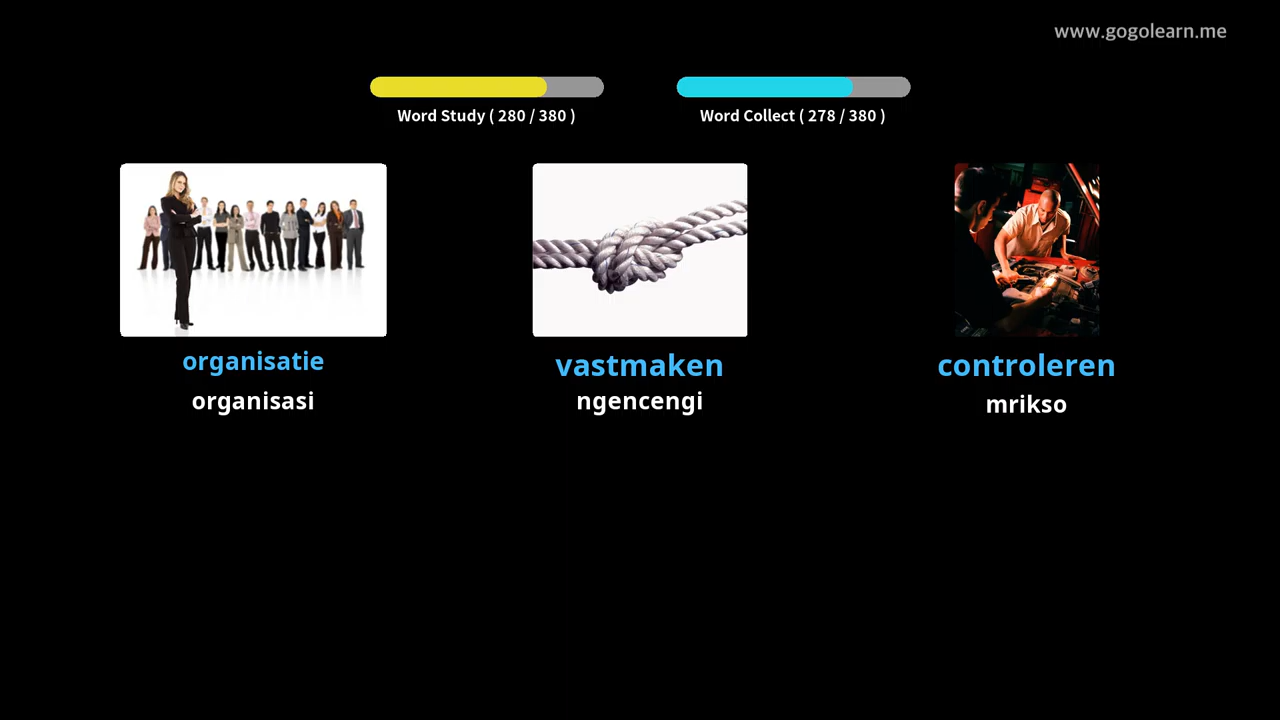 www.gogolearn.me
Word Study ( 280 / 380 )
Word Collect ( 278 / 380 )
organisatie
organisasi
vastmaken
ngencengi
controleren
mrikso